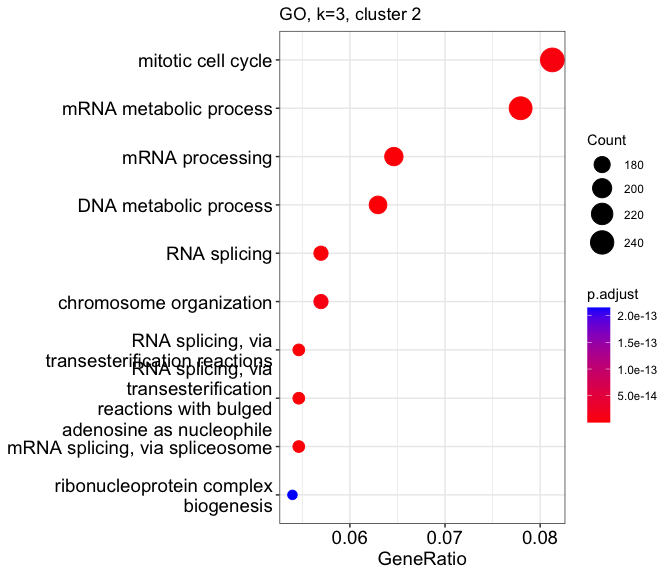 GO, k=3, cluster 2
mitotic cell cycle
mRNA metabolic process
mRNA processing
DNA metabolic process
RNA splicing
chromosome organization
RNA splicing, via
transesterification reactions
RNA splicing, via
transesterification
reactions with bulged
adenosine as nucleophile
mRNA splicing, via spliceosome
ribonucleoprotein complex
biogenesis
0.06 0.07 0.08
GeneRatio
Count
180
200
220
240
p.adjust
2.0e-13
1.5e-13
1.0e-13
5.0e-14